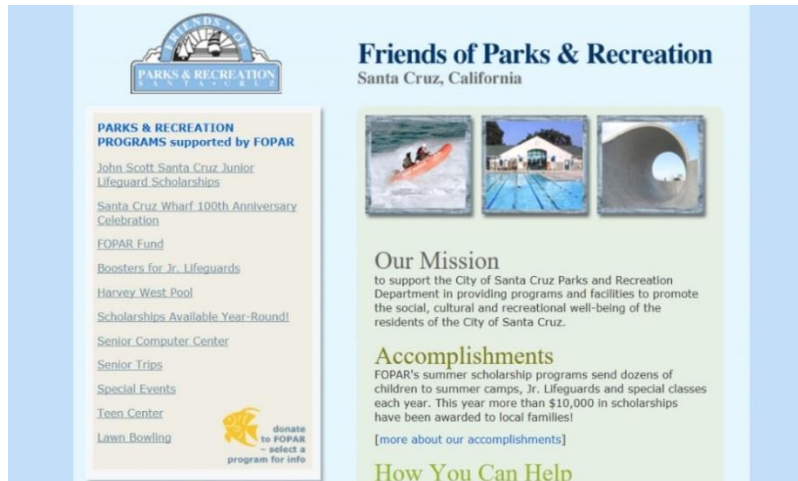 FRIENDS OF
PARKS & RECREATION
SANTA • CRUZ
Friends of Parks & Recreation
Santa Cruz, California
PARKS & RECREATION
PROGRAMS supported by FOPAR
John Scott Santa Cruz Junior
Lifeguard Scholarships
Santa Cruz Wharf 100th Anniversary
Celebration
FOPAR Fund
Boosters for Jr. Lifeguards
Harvey West Pool
Scholarships Available Year-Round!
Senior Computer Center
Senior Trips
Special Events
Teen Center
Lawn Bowling
donate
to FOPAR
– select a
program for info
Our Mission
to support the City of Santa Cruz Parks and Recreation
Department in providing programs and facilities to promote
the social, cultural and recreational well-being of the
residents of the City of Santa Cruz.
Accomplishments
FOPAR's summer scholarship programs send dozens of
children to summer camps, Jr. Lifeguards and special classes
each year. This year more than $10,000 in scholarships
have been awarded to local families!
[more about our accomplishments]
How You Can Help